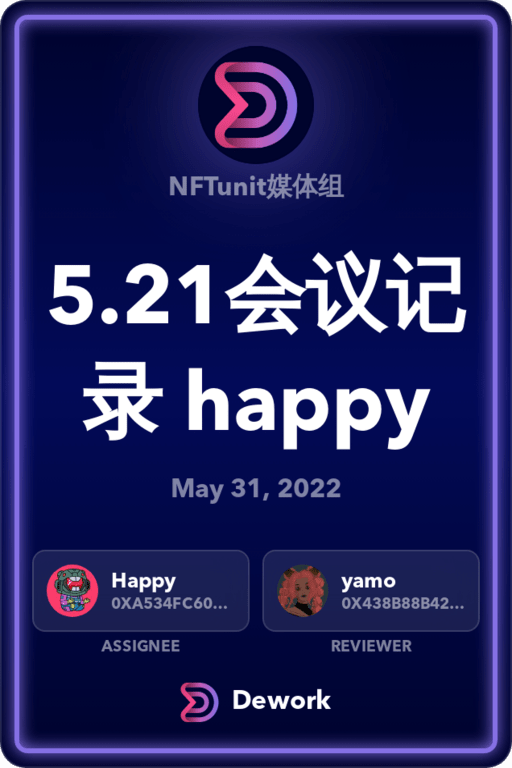 NFTunit媒体组
5.21会议记
录 happy
May 31, 2022
Happy
0XA534FC60...
ASSIGNEE
yamo
0X438B88B42...
REVIEWER
Dework